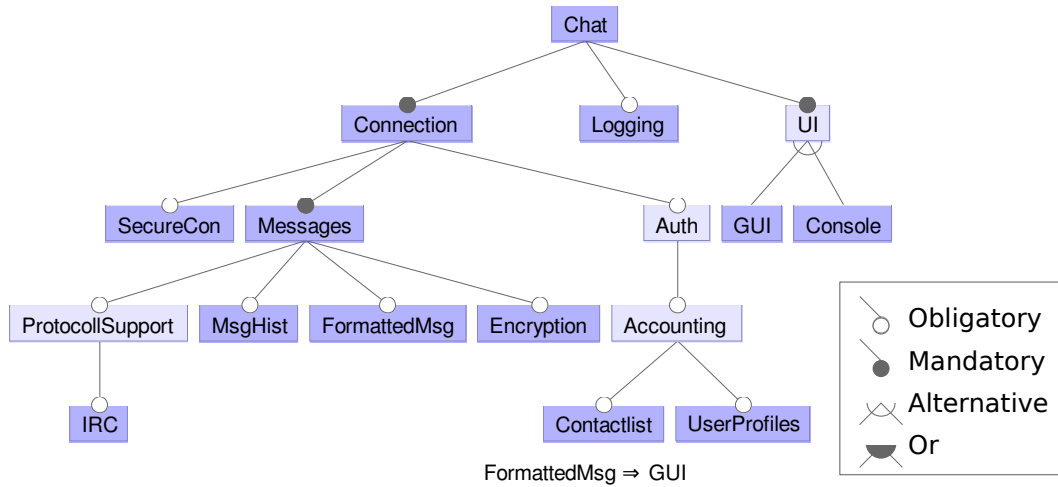 Chat
Connection
Logging
UI
SecureCon
Messages
Auth
GUI
Console
ProtocollSupport
MsgHist
FormattedMsg
Encryption
Accounting
IRC
Contactlist
UserProfiles
Obligatory
Mandatory
Alternative
Or
FormattedMsg ⇒ GUI